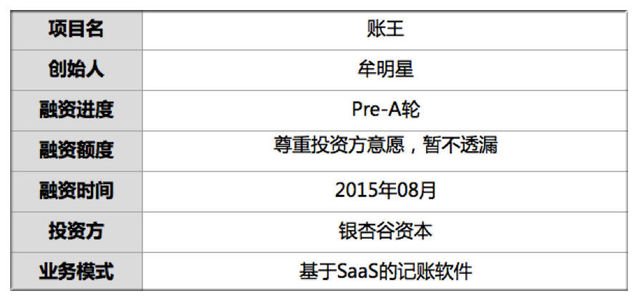 项目名 账王
创始人 牟明星
融资进度 Pre-A轮
融资额度 尊重投资方意愿，暂不透漏
融资时间 2015年08月
投资方 银杏谷资本
业务模式 基于SaaS的记账软件